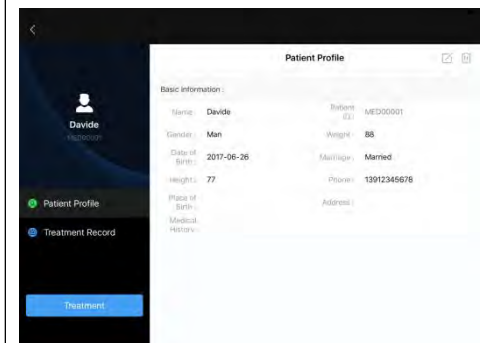 Patient Profile
Davide
MED00001
Patient Profile
Treatment Record
Treatment
Basic Information :
Name : Davide
Patient ID : MED00001
Gender : Man
Weight : 88
Date of Birth : 2017-06-26
Marriage : Married
Height : 77
Phone : 13912345678
Place of Birth :
Address :
Medical History :